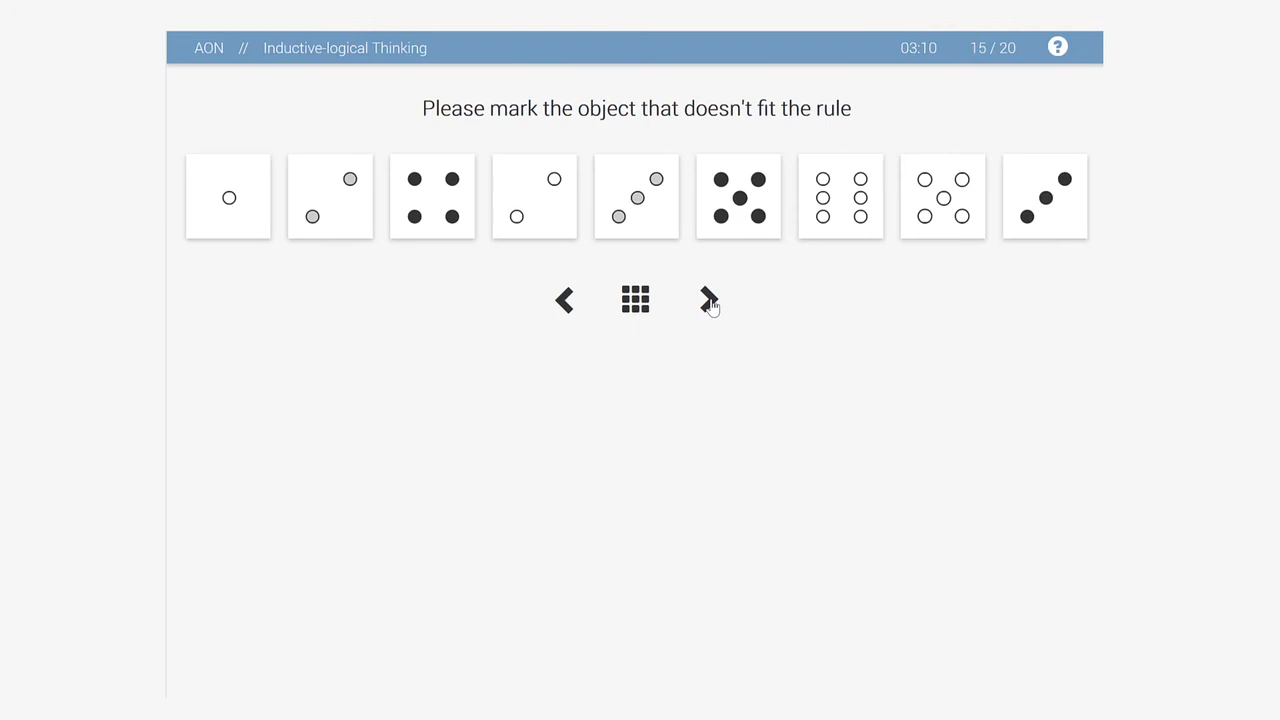 AON // Inductive-logical Thinking 03:10 15 / 20 ?
Please mark the object that doesn't fit the rule